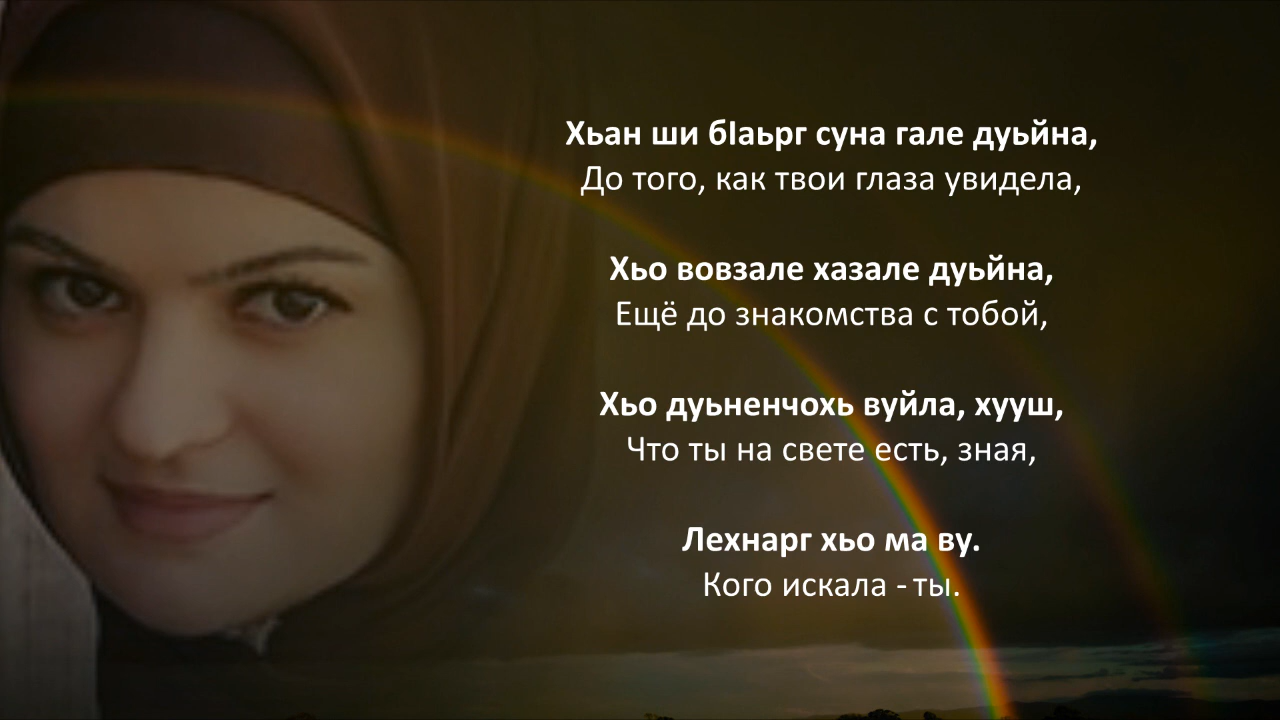 Хьан ши бӀаьрг суна гале дуьйна,
До того, как твои глаза увидела,
Хьо вовзале хазале дуьйна,
Ещё до знакомства с тобой,
Хьо дуьненчохь вуйла, хууш,
Что ты на свете есть, зная,
Лехнарг хьо ма ву.
Кого искала - ты.